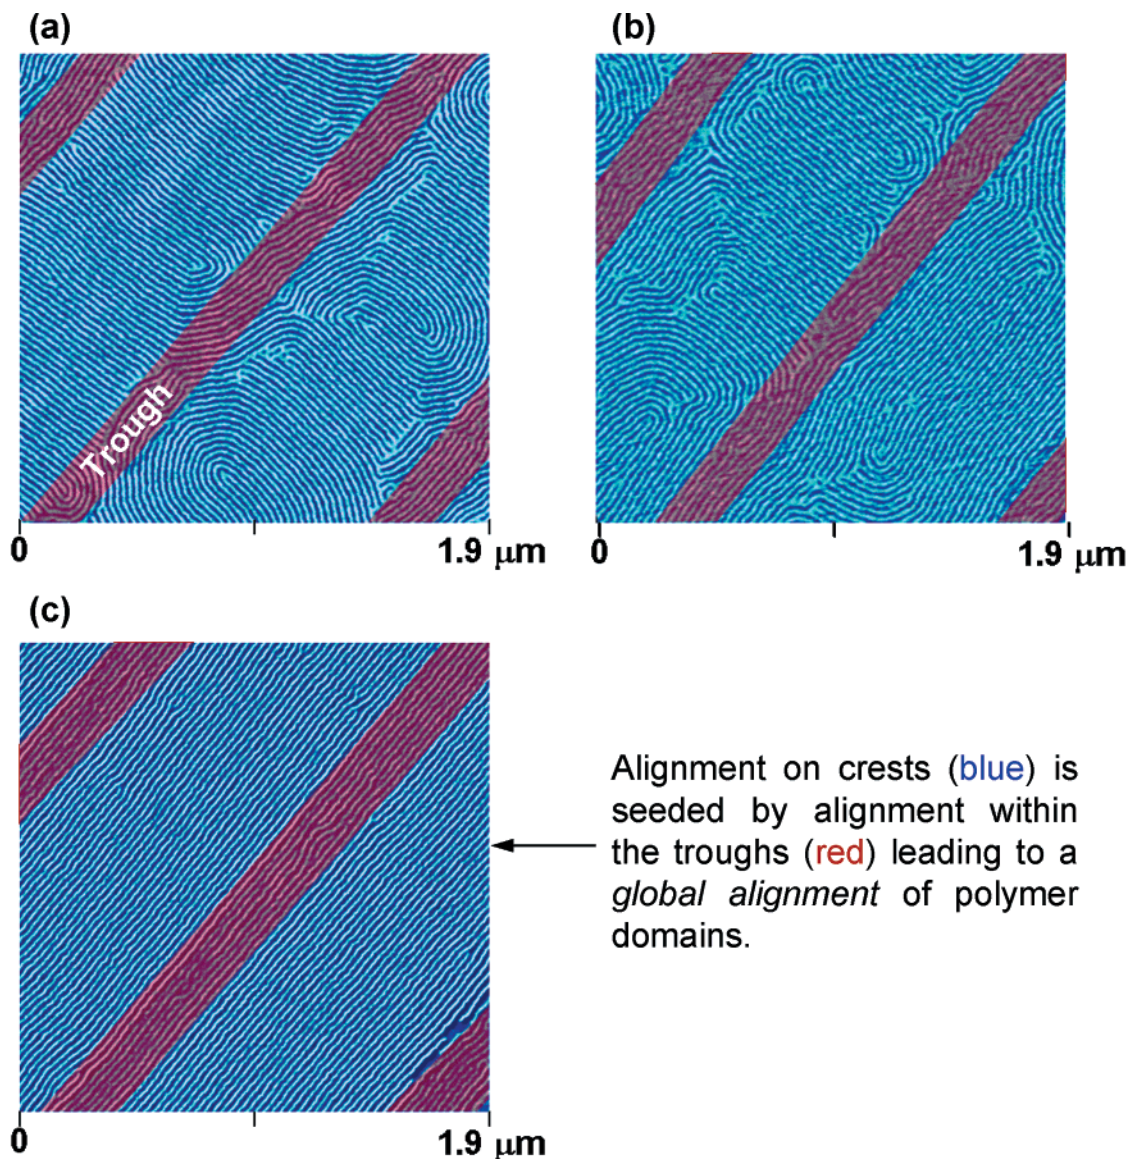 (a)
(b)
Trough
0
1.9 μm
0
1.9 μm
(c)
Alignment on crests (blue) is
seeded by alignment within
the troughs (red) leading to a
global alignment of polymer
domains.
0
1.9 μm